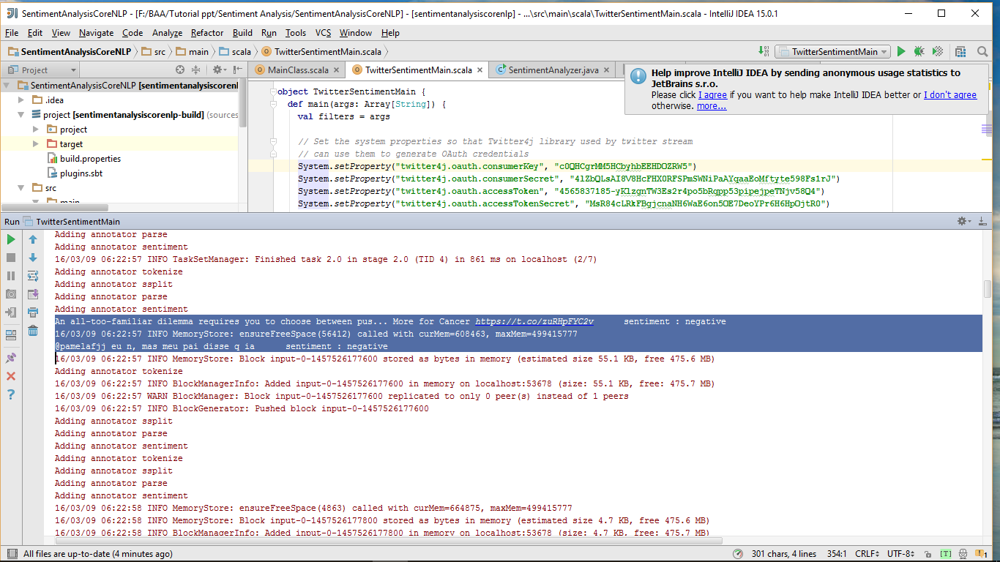 SentimentAnalysisCoreNLP - [F:/BAA/Tutorial ppt/Sentiment Analysis/SentimentAnalysisCoreNLP] - [sentimentanalysiscorenlp] - ...\src\main\scala\TwitterSentimentMain.scala - IntelliJ IDEA 15.0.1
File Edit View Navigate Code Analyze Refactor Build Run Tools VCS Window Help
SentimentAnalysisCoreNLP src main scala TwitterSentimentMain.scala TwitterSentimentMain
Project MainClass.scala TwitterSentimentMain.scala SentimentAnalyzer.java
Help improve IntelliJ IDEA by sending anonymous usage statistics to
JetBrains s.r.o.
Please click I agree if you want to help make IntelliJ IDEA better or I don't agree
otherwise. more...
SentimentAnalysisCoreNLP [sentimentanalysiscorenl
.idea
project [sentimentanalysiscorenlp-build] (sources
project
target
build.properties
plugins.sbt
src
main
object TwitterSentimentMain {
def main(args: Array[String]) {
val filters = args
// Set the system properties so that Twitter4j library used by twitter stream
// can use them to generate OAuth credentials
System.setProperty("twitter4j.oauth.consumerKey",
System.setProperty("twitter4j.oauth.consumerSecret",
System.setProperty("twitter4j.oauth.accessToken",
System.setProperty("twitter4j.oauth.accessTokenSecret",
Run TwitterSentimentMain
Adding annotator parse
Adding annotator sentiment
16/03/09 06:22:57 INFO TaskSetManager: Finished task 2.0 in stage 2.0 (TID 4) in 861 ms on localhost (2/7)
Adding annotator tokenize
Adding annotator ssplit
Adding annotator parse
Adding annotator sentiment
An all-too-familiar dilemma requires you to choose between pus... More for Cancer https://t.co/zuRHpFYC2v sentiment : negative
16/03/09 06:22:57 INFO MemoryStore: ensureFreeSpace(56412) called with curMem=608463, maxMem=499415777
@pamelafjj eu n, mas meu pai disse q ia sentiment : negative
16/03/09 06:22:57 INFO MemoryStore: Block input-0-1457526177600 stored as bytes in memory (estimated size 55.1 KB, free 475.6 MB)
Adding annotator tokenize
16/03/09 06:22:57 INFO BlockManagerInfo: Added input-0-1457526177600 in memory on localhost:53678 (size: 55.1 KB, free: 475.7 MB)
16/03/09 06:22:57 WARN BlockManager: Block input-0-1457526177600 replicated to only 0 peer(s) instead of 1 peers
16/03/09 06:22:57 INFO BlockGenerator: Pushed block input-0-1457526177600
Adding annotator ssplit
Adding annotator parse
Adding annotator sentiment
Adding annotator tokenize
Adding annotator ssplit
Adding annotator parse
Adding annotator sentiment
16/03/09 06:22:58 INFO MemoryStore: ensureFreeSpace(4863) called with curMem=664875, maxMem=499415777
16/03/09 06:22:58 INFO MemoryStore: Block input-0-1457526177800 stored as bytes in memory (estimated size 4.7 KB, free 475.6 MB)
16/03/09 06:22:58 INFO BlockManagerInfo: Added input-0-1457526177800 in memory on localhost:53678 (size: 4.7 KB, free: 475.7 MB)
All files are up-to-date (4 minutes ago) 301 chars, 4 lines 354:1 CRLF UTF-8 [T] 1